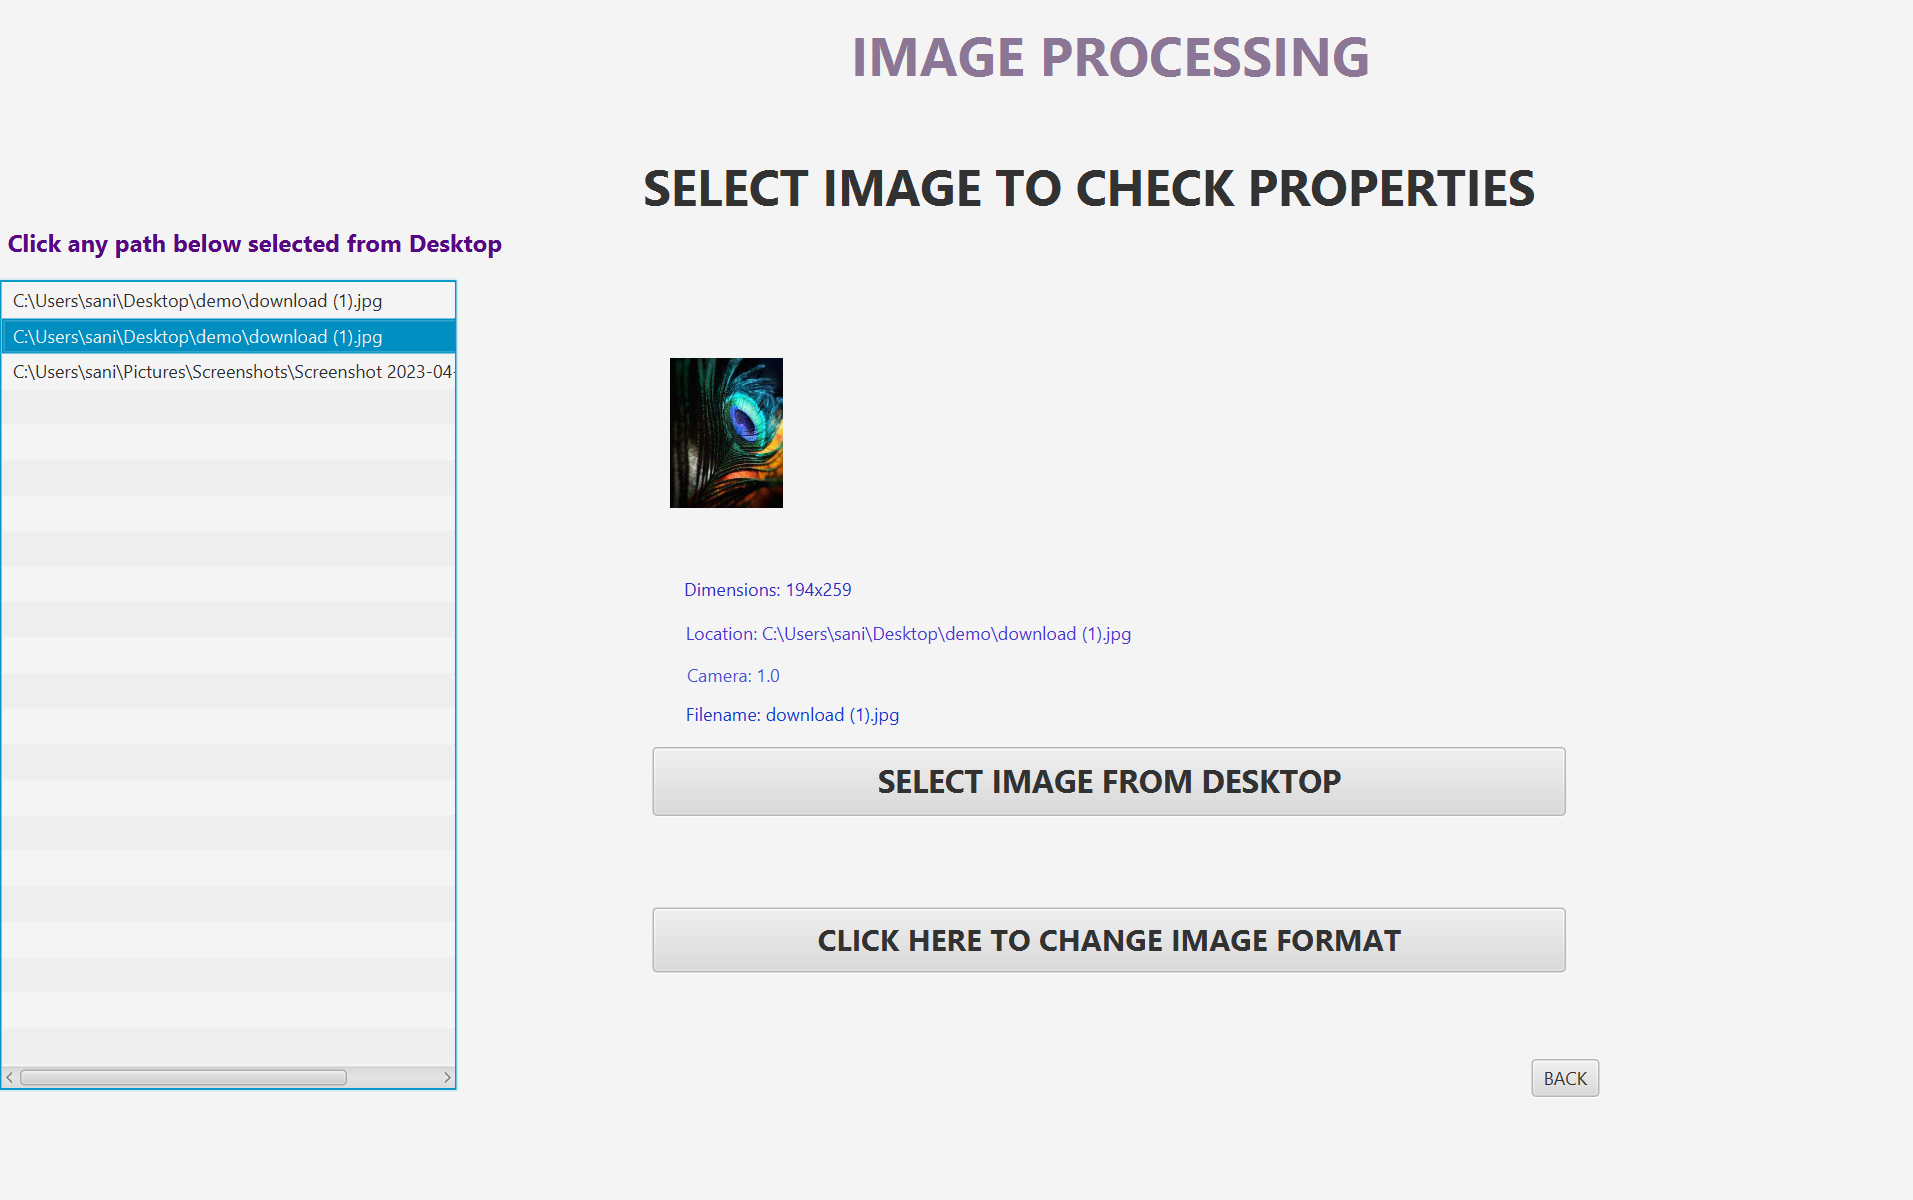 IMAGE PROCESSING
SELECT IMAGE TO CHECK PROPERTIES
Click any path below selected from Desktop
C:\Users\sani\Desktop\demo\download (1).jpg
C:\Users\sani\Desktop\demo\download (1).jpg
C:\Users\sani\Pictures\Screenshots\Screenshot 2023-04-
Dimensions: 194x259
Location: C:\Users\sani\Desktop\demo\download (1).jpg
Camera: 1.0
Filename: download (1).jpg
SELECT IMAGE FROM DESKTOP
CLICK HERE TO CHANGE IMAGE FORMAT
BACK